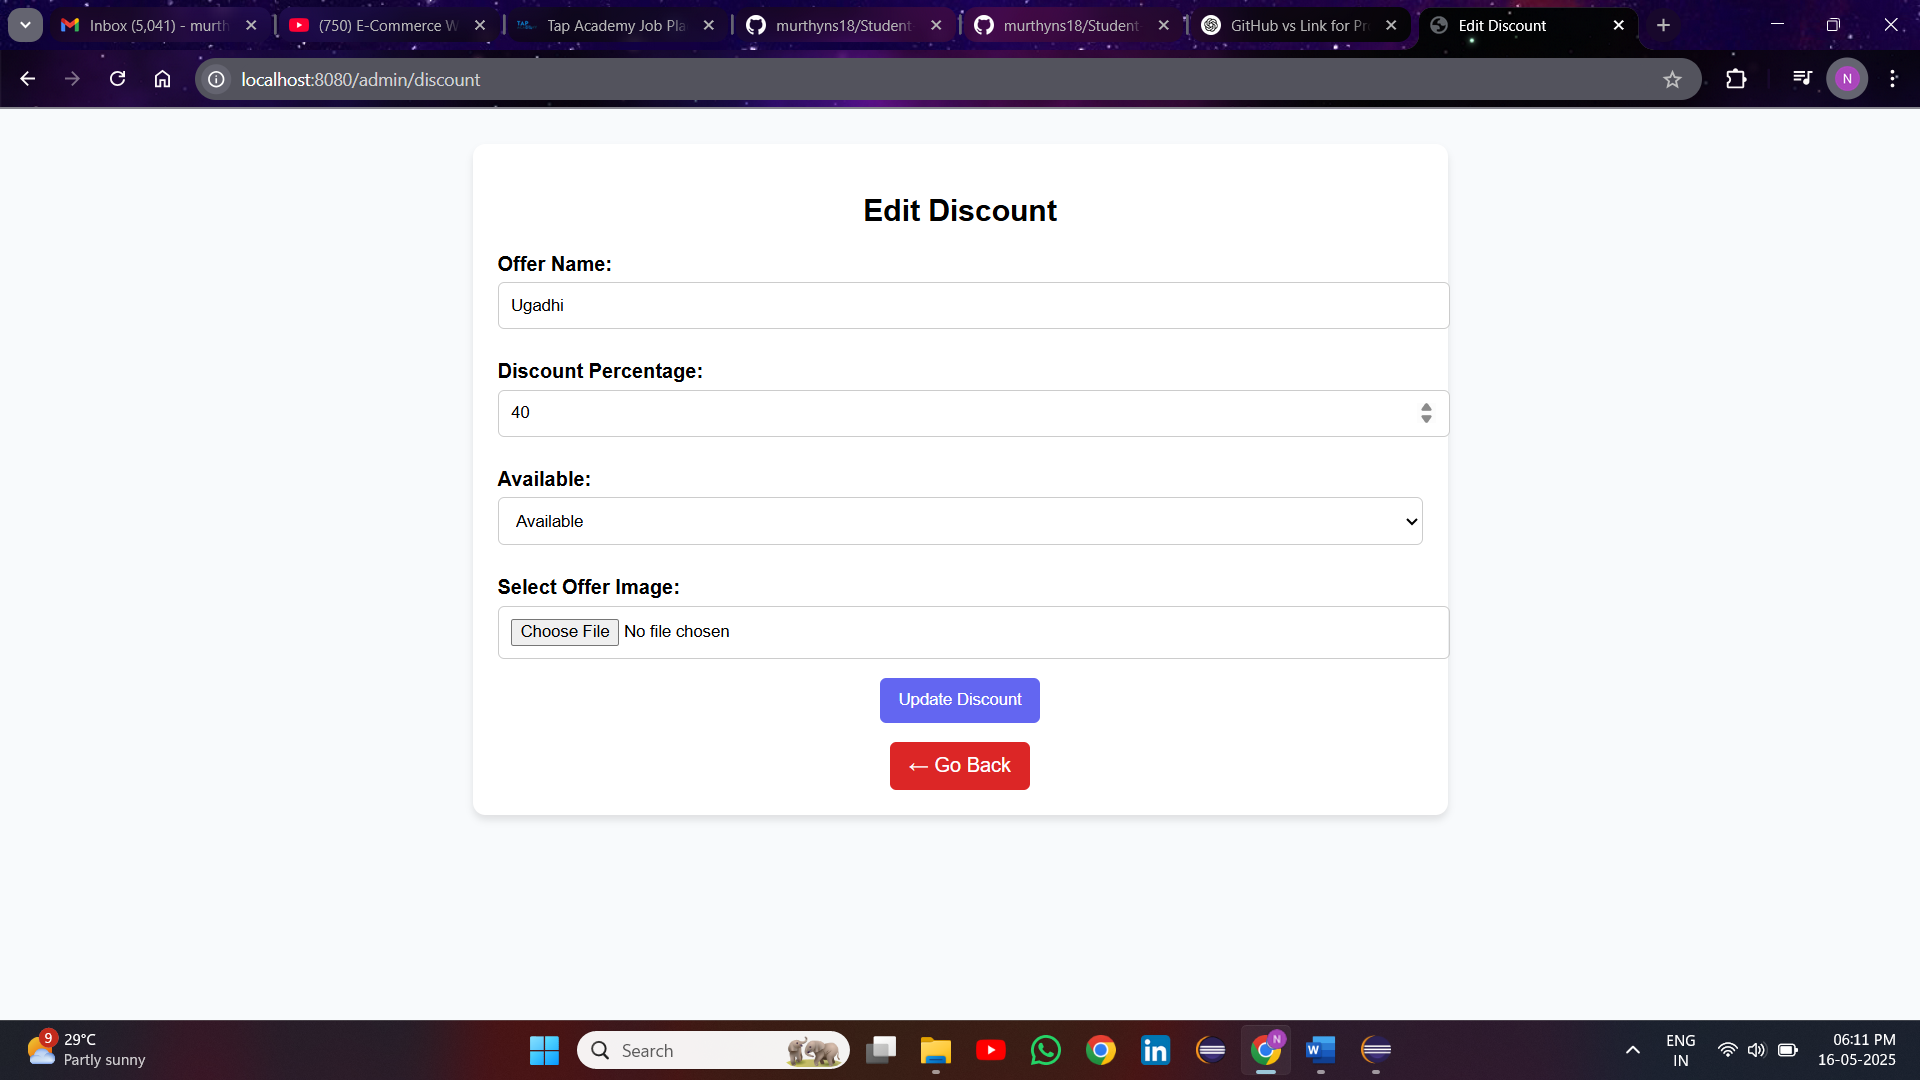 Inbox (5,041) - murth
(750) E-Commerce W
TAP Tap Academy Job Pla
murthyns18/Student
murthyns18/Student
GitHub vs Link for Pr
Edit Discount
localhost:8080/admin/discount
N
Edit Discount
Offer Name:
Ugadhi
Discount Percentage:
40
Available:
Available
Select Offer Image:
Choose File No file chosen
Update Discount
← Go Back
9
29°C
Partly sunny
Search
in
N
W
ENG
IN
06:11 PM
16-05-2025